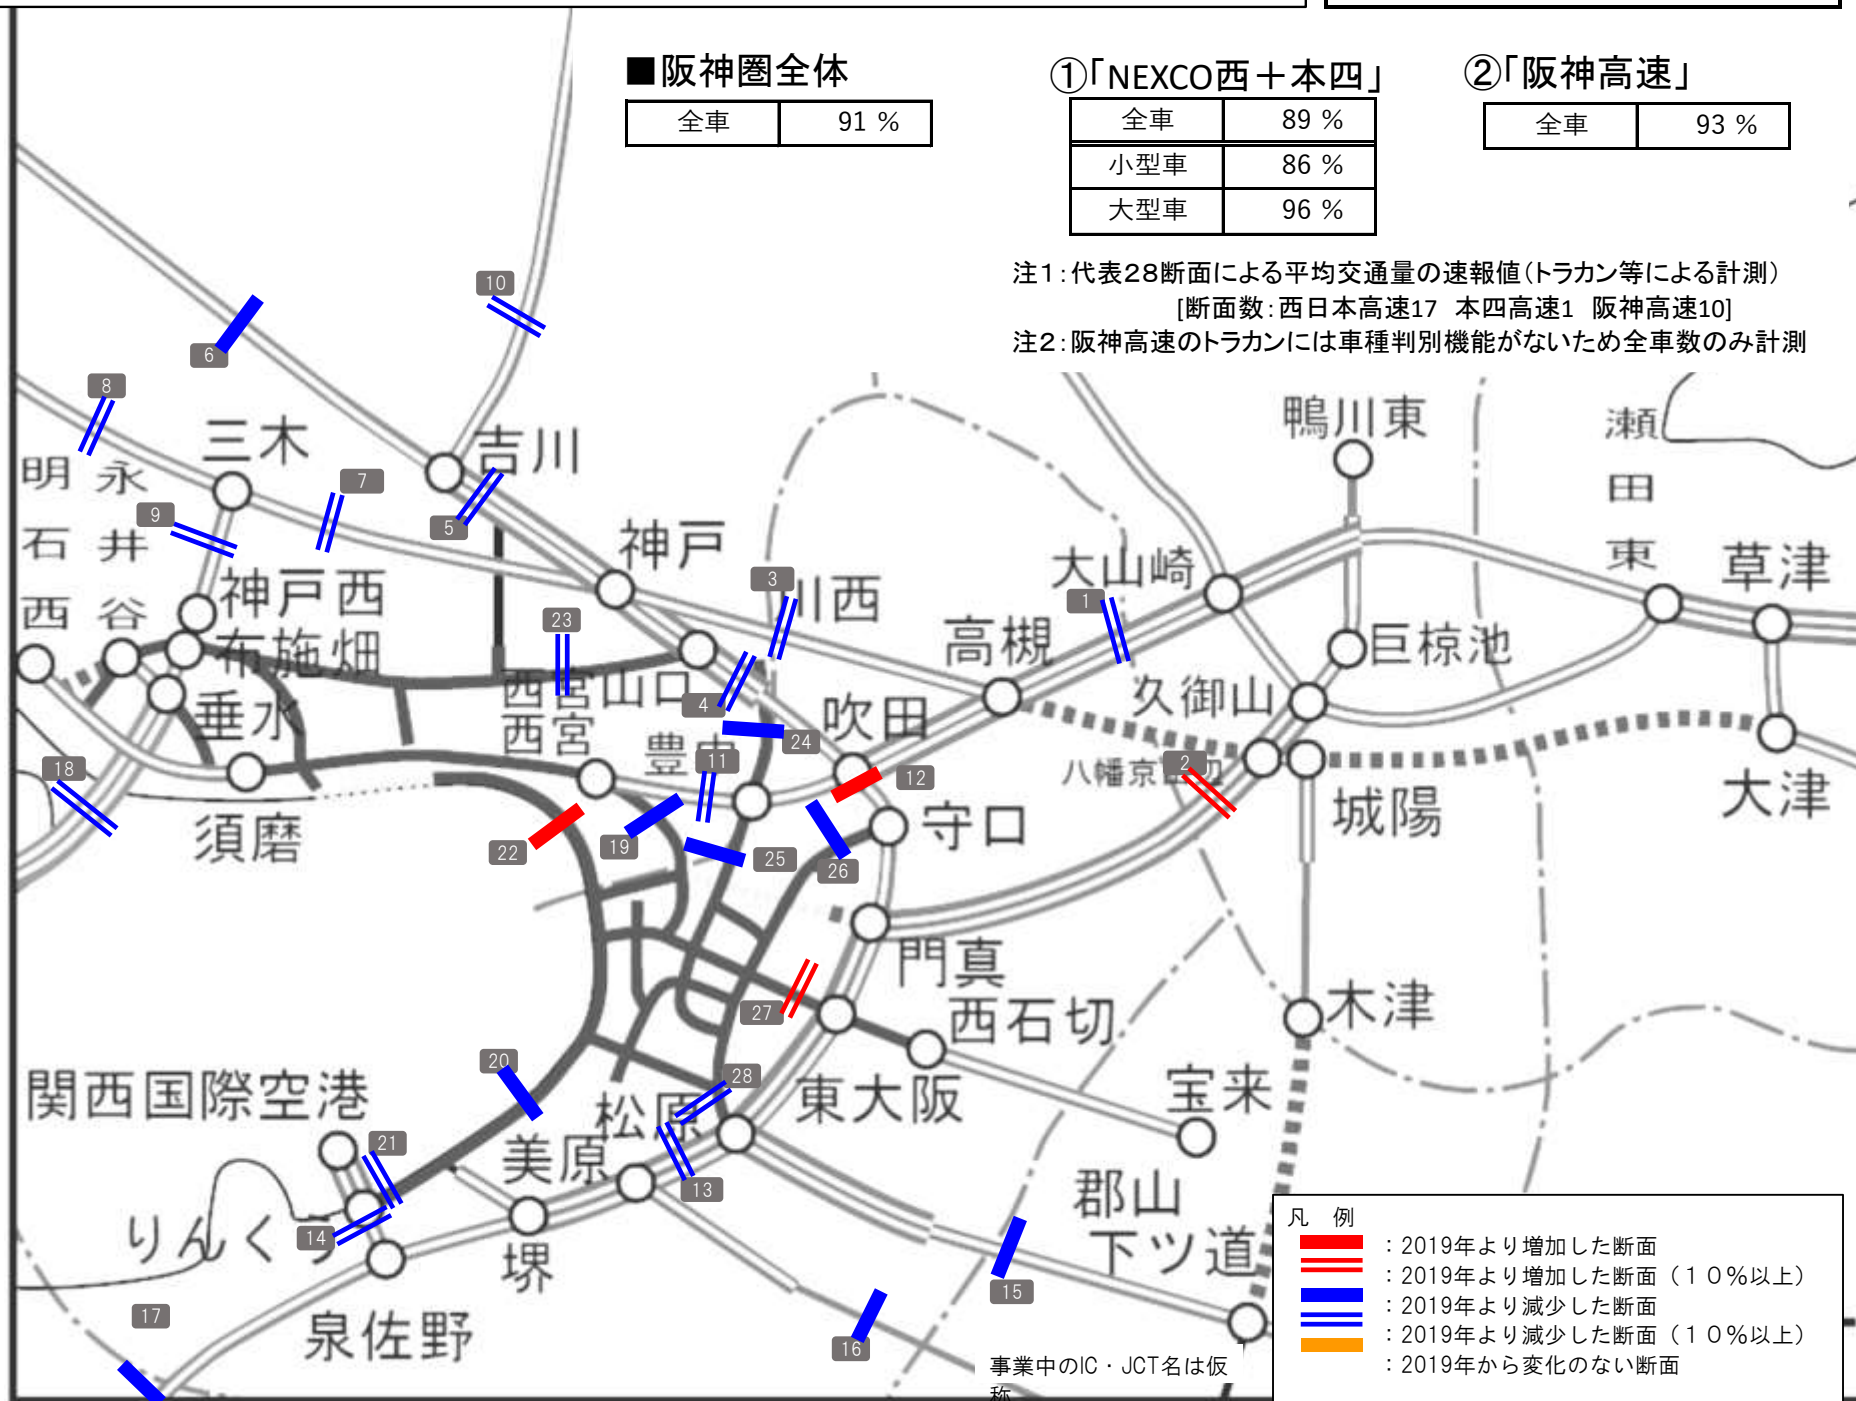 ■阪神圏全体
全車 91 %
①「NEXCO西＋本四」
全車 89 %
小型車 86 %
大型車 96 %
②「阪神高速」
全車 93 %
注１：代表２８断面による平均交通量の速報値（トラカン等による計測）
[断面数：西日本高速17 本四高速1 阪神高速10]
注２：阪神高速のトラカンには車種判別機能がないため全車数のみ計測
10
6
8
三木
吉川
鴨川東
瀬田東
明石西
永井谷
7
9
5
神戸
3
川西
大山崎
1
草津
神戸西
布施畑
23
高槻
巨椋池
西宮山口
4
久御山
垂水
西宮
吹田
24
豊中
11
12
八幡京田辺
2
18
大津
須磨
22
19
25
26
守口
城陽
門真
27
西石切
木津
20
28
関西国際空港
松原
東大阪
宝来
21
美原
13
郡山
下ツ道
りんくう
14
堺
15
17
泉佐野
16
事業中のIC・JCT名は仮
称
凡 例
：2019年より増加した断面
：2019年より増加した断面（１０％以上）
：2019年より減少した断面
：2019年より減少した断面（１０％以上）
：2019年から変化のない断面